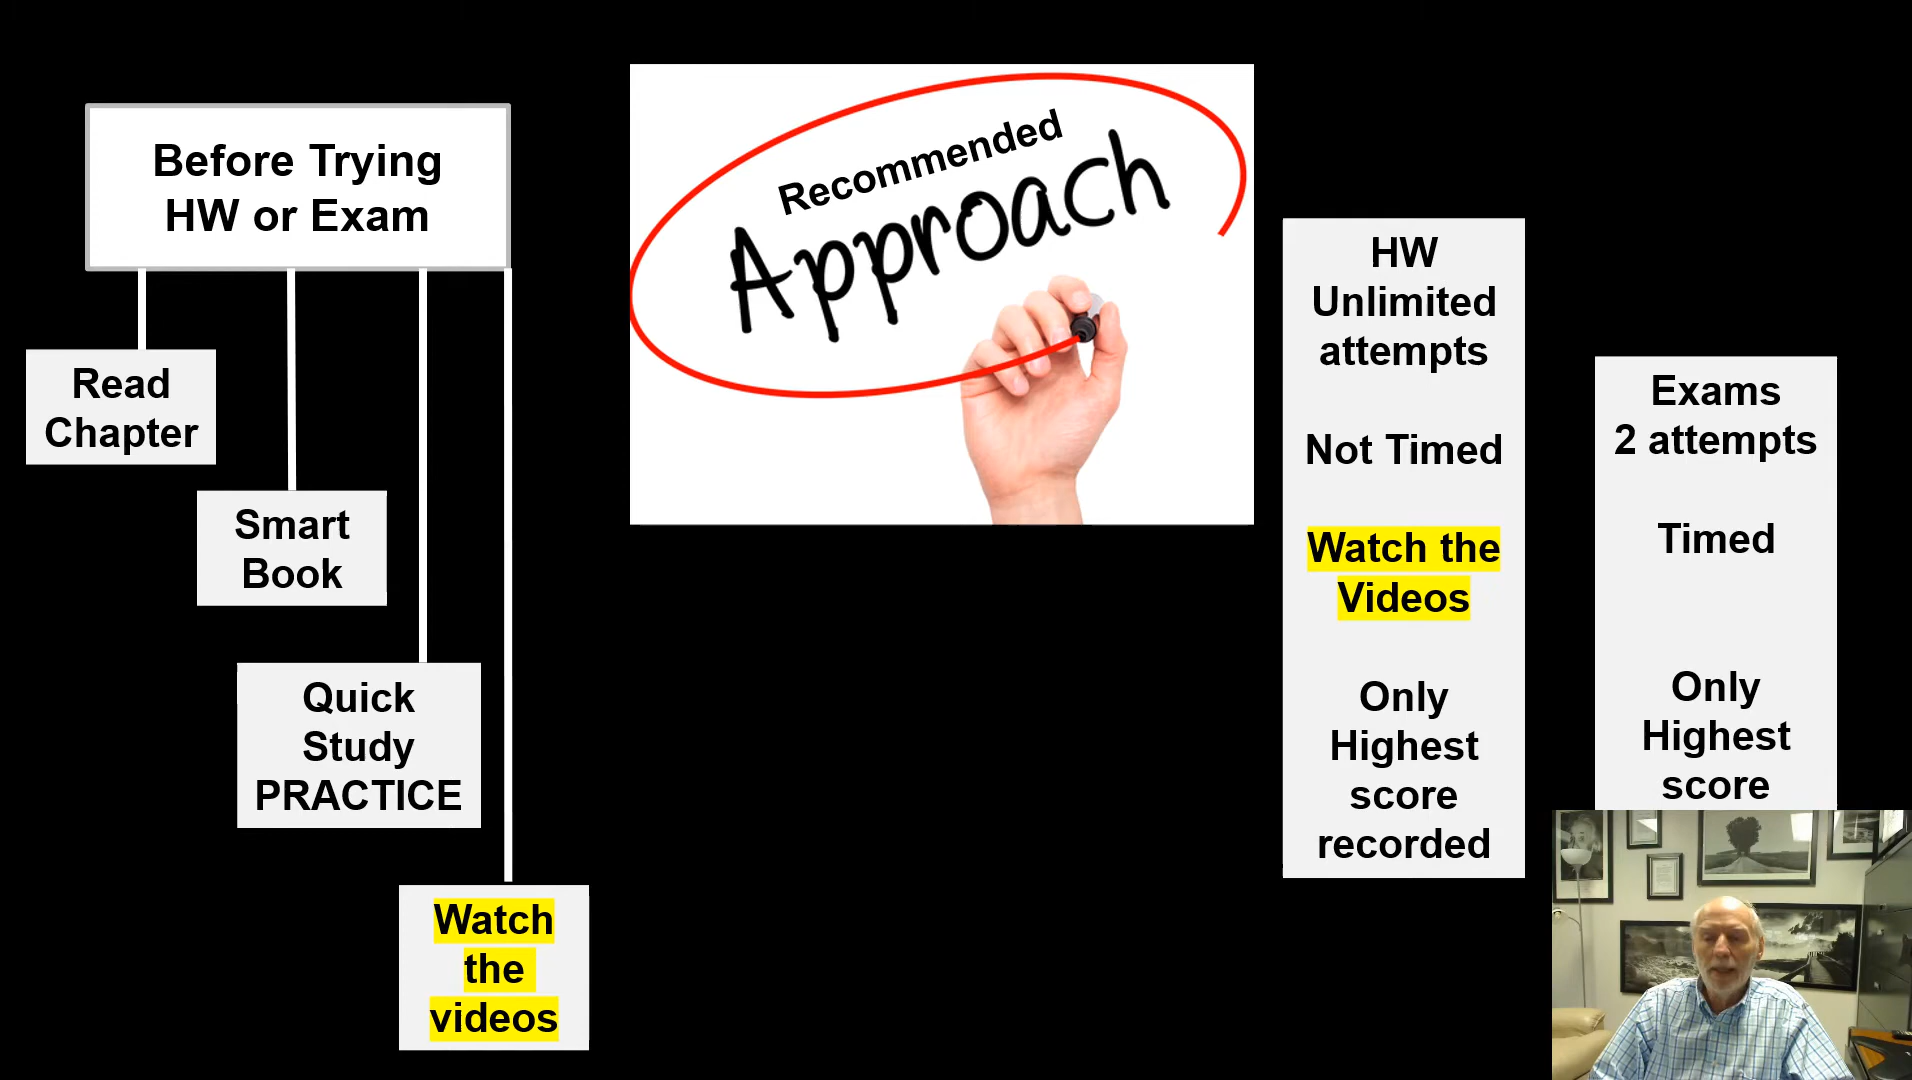 Before Trying
HW or Exam
Read
Chapter
Smart
Book
Quick
Study
PRACTICE
Watch
the
videos
Recommended
Approach
HW
Unlimited
attempts
Not Timed
Watch the
Videos
Only
Highest
score
recorded
Exams
2 attempts
Timed
Only
Highest
score